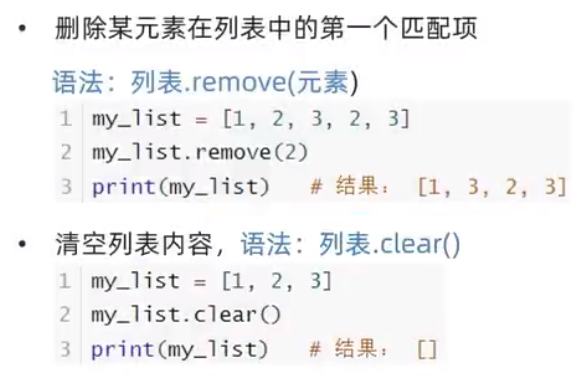 • 删除某元素在列表中的第一个匹配项
语法：列表.remove(元素)
1 my_list = [1, 2, 3, 2, 3]
2 my_list.remove(2)
3 print(my_list)   # 结果： [1, 3, 2, 3]
• 清空列表内容，语法：列表.clear()
1 my_list = [1, 2, 3]
2 my_list.clear()
3 print(my_list)   # 结果： []